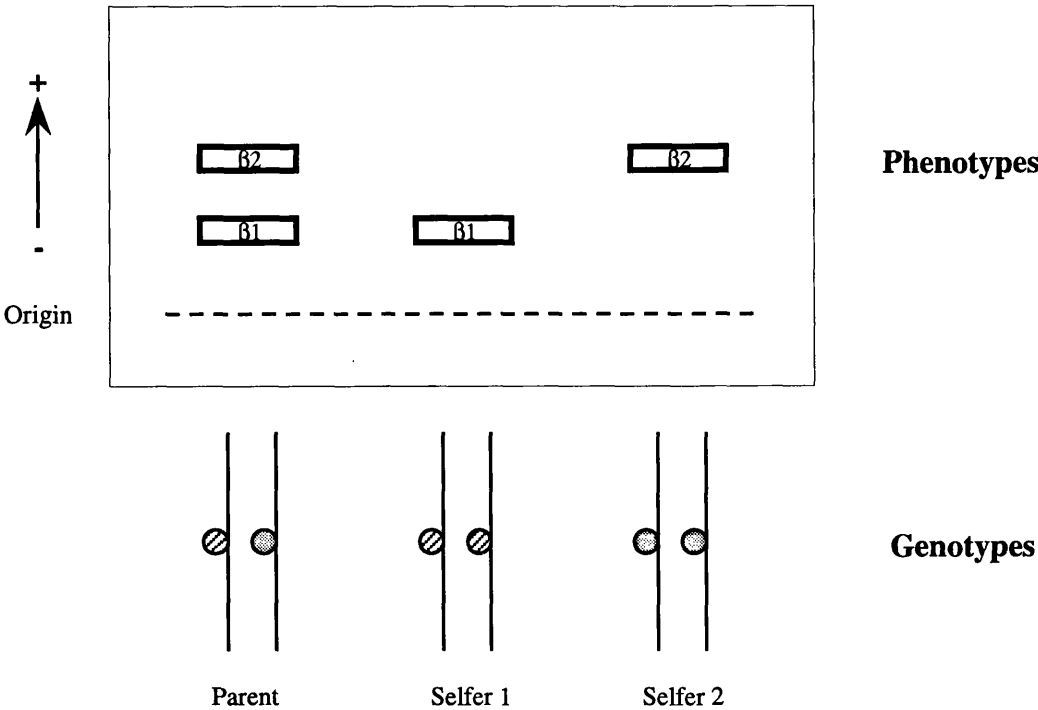 +
β2 β2 Phenotypes
β1 β1
-
Origin
Genotypes
Parent Selfer 1 Selfer 2